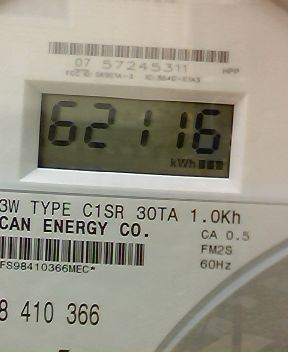 07 57245311 HPP
62116
kWh
3W TYPE C1SR 30TA 1.0Kh
CAN ENERGY CO. CA 0.5
FM2S
FS98410366MEC* 60Hz
8 410 366